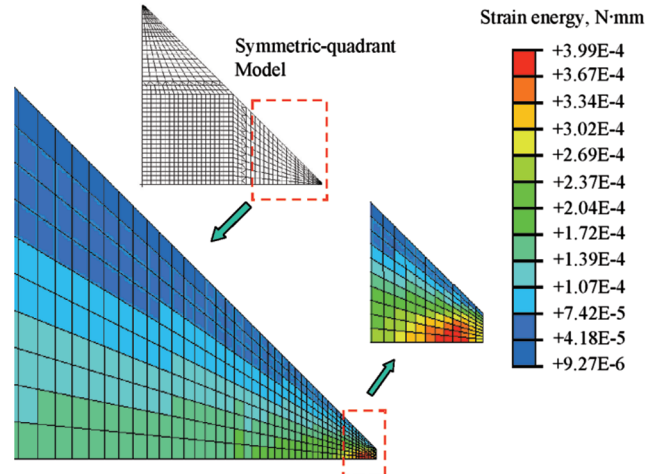 Symmetric-quadrant
Model
Strain energy, N·mm
+3.99E-4
+3.67E-4
+3.34E-4
+3.02E-4
+2.69E-4
+2.37E-4
+2.04E-4
+1.72E-4
+1.39E-4
+1.07E-4
+7.42E-5
+4.18E-5
+9.27E-6